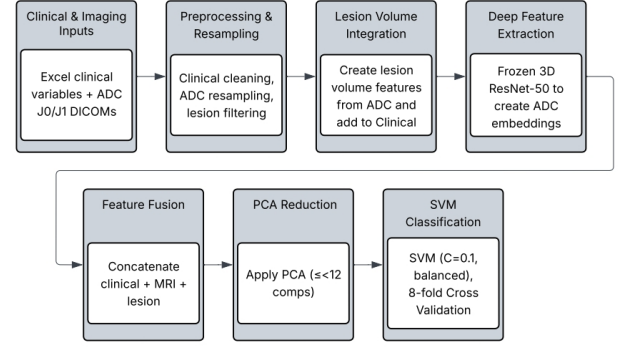 Clinical & Imaging
Inputs
Excel clinical
variables + ADC
J0/J1 DICOMs
Preprocessing &
Resampling
Clinical cleaning,
ADC resampling,
lesion filtering
Lesion Volume
Integration
Create lesion
volume features
from ADC and
add to Clinical
Deep Feature
Extraction
Frozen 3D
ResNet-50 to
create ADC
embeddings
Feature Fusion
Concatenate
clinical + MRI +
lesion
PCA Reduction
Apply PCA (≤<12
comps)
SVM
Classification
SVM (C=0.1,
balanced),
8-fold Cross
Validation